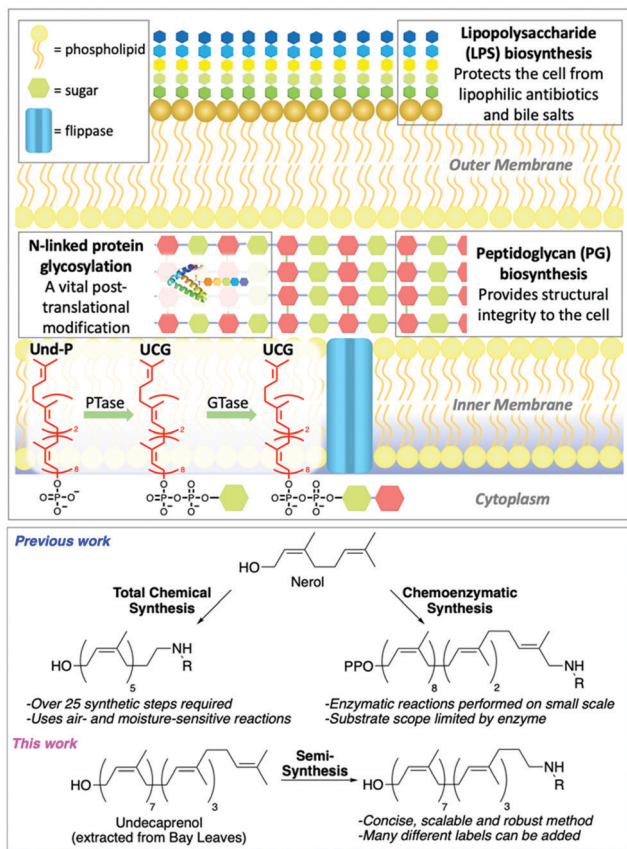 = phospholipid
= sugar
= flippase
Lipopolysaccharide
(LPS) biosynthesis
Protects the cell from
lipophilic antibiotics
and bile salts
Outer Membrane
N-linked protein
glycosylation
A vital post-
translational
modification
Peptidoglycan (PG)
biosynthesis
Provides structural
integrity to the cell
Und-P
UCG
UCG
PTase
GTase
2
2
2
Inner Membrane
8
8
8
O=P-O⁻
O⁻
O=P-O-P-O
O⁻ O⁻
O=P-O-P-O
O⁻ O⁻
Cytoplasm
Previous work
HO
Nerol
Total Chemical
Synthesis
Chemoenzymatic
Synthesis
HO
5
NH
R
PPO
8
2
NH
R
-Over 25 synthetic steps required
-Uses air- and moisture-sensitive reactions
-Enzymatic reactions performed on small scale
-Substrate scope limited by enzyme
This work
HO
7
3
Undecaprenol
(extracted from Bay Leaves)
Semi-
Synthesis
HO
7
3
NH
R
-Concise, scalable and robust method
-Many different labels can be added